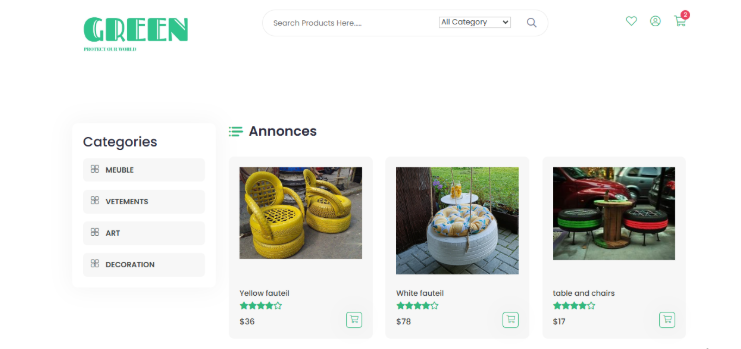 GREEN
PROTECT OUR WORLD
Search Products Here.....
All Category
2
Categories
MEUBLE
VETEMENTS
ART
DECORATION
Annonces
Yellow fauteil
$36
White fauteil
$78
table and chairs
$17